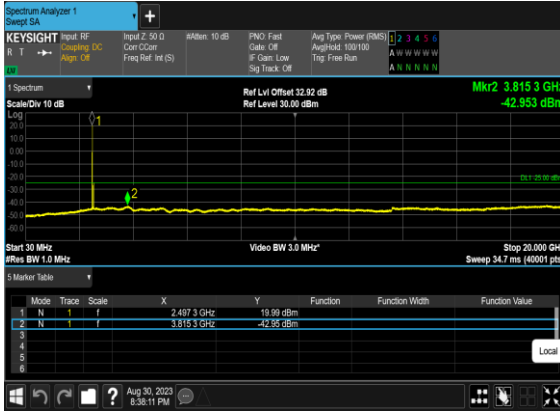 Spectrum Analyzer 1
Swept SA
+
KEYSIGHT
R T
Input: RF
Coupling: DC
Align: Off
Input Z: 50 Ω
Corr CCorr
Freq Ref: Int (S)
#Atten: 10 dB
PNO: Fast
Gate: Off
IF Gain: Low
Sig Track: Off
Avg Type: Power (RMS)
Avg|Hold: 100/100
Trig: Free Run
1 2 3 4 5 6
A W W W W W
A N N N N N
1 Spectrum
Scale/Div 10 dB
Ref Lvl Offset 32.92 dB
Ref Level 30.00 dBm
Mkr2 3.815 3 GHz
-42.953 dBm
Log
20.0
10.0
0.00
-10.0
-20.0
-30.0
-40.0
-50.0
-60.0
1
2
DL1 -25.00 dBm
Start 30 MHz
#Res BW 1.0 MHz
Video BW 3.0 MHz*
Stop 20.000 GH
Sweep 34.7 ms (40001 pts
5 Marker Table
Mode Trace Scale X Y Function Function Width Function Value
1 N 1 f 2.497 3 GHz 19.99 dBm
2 N 1 f 3.815 3 GHz -42.95 dBm
3
4
5
6
Local
?
Aug 30, 2023
8:38:11 PM